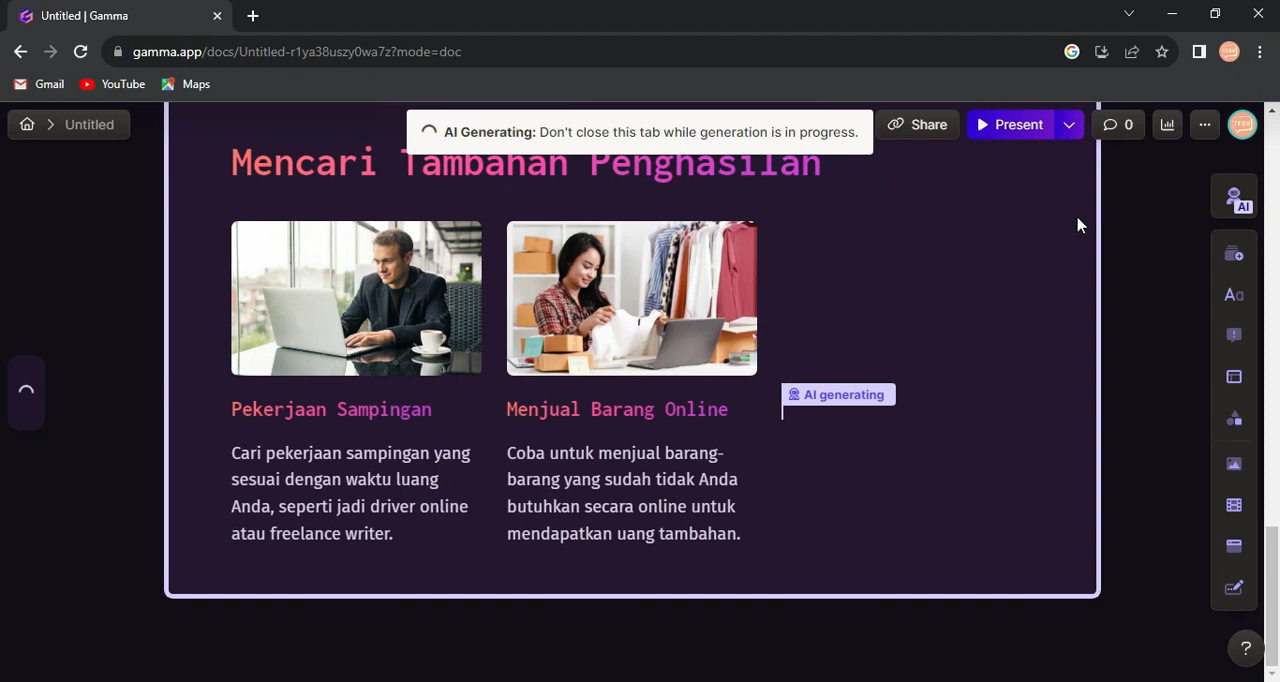 Untitled | Gamma
gamma.app/docs/Untitled-r1ya38uszy0wa7z?mode=doc
Gmail YouTube Maps
Untitled
AI Generating: Don't close this tab while generation is in progress.
Share
Present
0
Mencari Tambahan Penghasilan
AI
Aa
AI generating
Pekerjaan Sampingan
Cari pekerjaan sampingan yang
sesuai dengan waktu luang
Anda, seperti jadi driver online
atau freelance writer.
Menjual Barang Online
Coba untuk menjual barang-
barang yang sudah tidak Anda
butuhkan secara online untuk
mendapatkan uang tambahan.
?